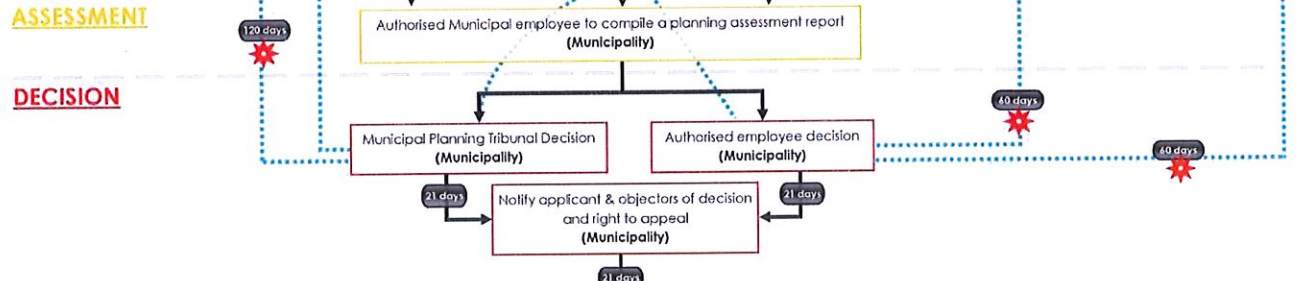 ASSESSMENT
120 days
Authorised Municipal employee to compile a planning assessment report
(Municipality)
DECISION
60 days
Municipal Planning Tribunal Decision
(Municipality)
Authorised employee decision
(Municipality)
60 days
21 days
21 days
Notify applicant & objectors of decision
and right to appeal
(Municipality)
21 days